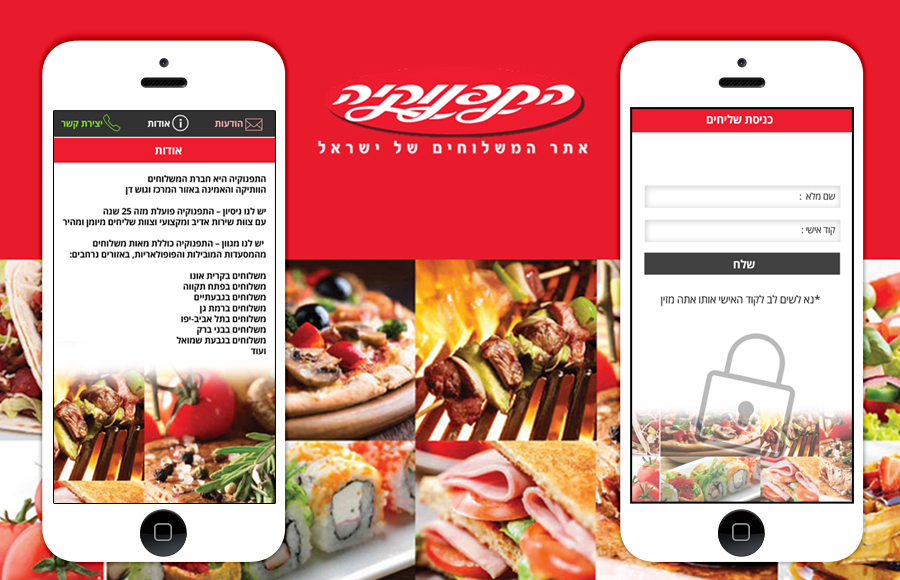 התפנוקיה
אתר המשלוחים של ישראל
הודעות
אודות
יצירת קשר
אודות
התפנוקיה היא חברת המשלוחים
הוותיקה והאמינה באזור המרכז וגוש דן
יש לנו ניסיון – התפנוקיה פועלת מזה 25 שנה
עם צוות שירות אדיב ומקצועי וצוות שליחים מיומן ומהיר
יש לנו מגוון – התפנוקיה כוללת מאות משלוחים
מהמסעדות המובילות והפופולאריות, באזורים נרחבים:
משלוחים בקרית אונו
משלוחים בפתח תקווה
משלוחים בגבעתיים
משלוחים ברמת גן
משלוחים בתל אביב-יפו
משלוחים בבני ברק
משלוחים בגבעת שמואל
ועוד
כניסת שליחים
שם מלא :
קוד אישי :
שלח
*נא לשים לב לקוד האישי אותו אתה מזין